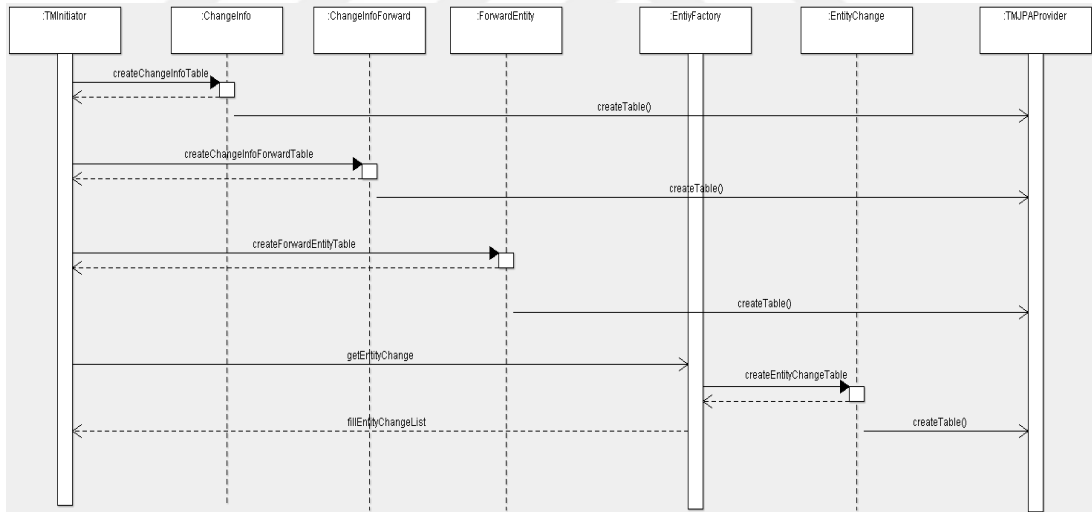 :TMInitiator
:ChangeInfo
:ChangeInfoForward
:ForwardEntity
:EntiyFactory
:EntityChange
:TMJPAProvider
createChangeInfoTable
createTable()
createChangeInfoForwardTable
createTable()
createForwardEntityTable
createTable()
getEntityChange
createEntityChangeTable
fillEntityChangeList
createTable()